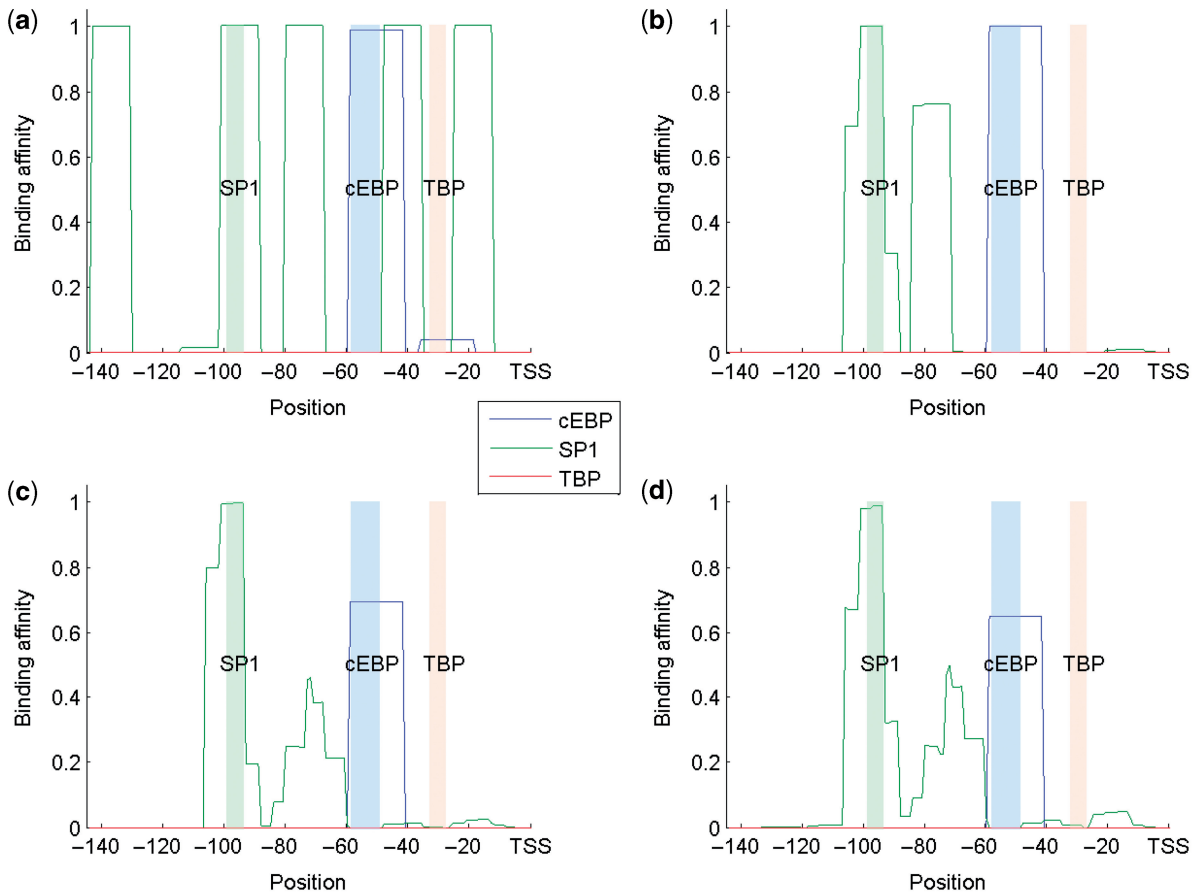 (a)
Binding affinity
1
0.8
0.6
0.4
0.2
0
SP1
cEBP
TBP
−140
−120
−100
−80
−60
−40
−20
TSS
Position
(b)
Binding affinity
1
0.8
0.6
0.4
0.2
0
SP1
cEBP
TBP
−140
−120
−100
−80
−60
−40
−20
TSS
Position
cEBP
SP1
TBP
(c)
Binding affinity
1
0.8
0.6
0.4
0.2
0
SP1
cEBP
TBP
−140
−120
−100
−80
−60
−40
−20
TSS
Position
(d)
Binding affinity
1
0.8
0.6
0.4
0.2
0
SP1
cEBP
TBP
−140
−120
−100
−80
−60
−40
−20
TSS
Position